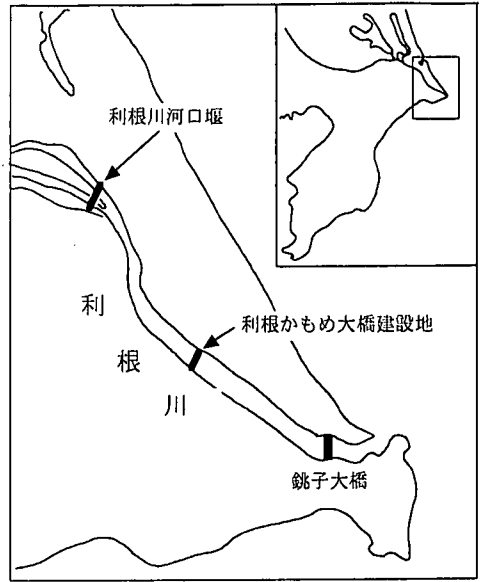 利根川河口堰
利根かもめ大橋建設地
利
根
川
銚子大橋